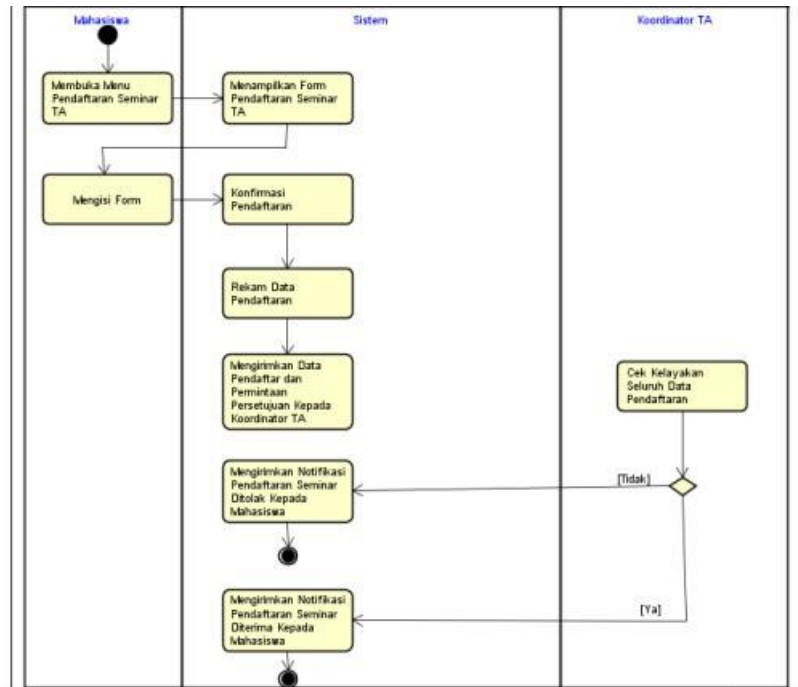 Mahasiswa
Sistem
Koordinator TA
Membuka Menu
Pendaftaran Seminar
TA
Menampilkan Form
Pendaftaran Seminar
TA
Mengisi Form
Konfirmasi
Pendaftaran
Rekam Data
Pendaftaran
Mengirimkan Data
Pendaftar dan
Permintaan
Persetujuan Kepada
Koordinator TA
Cek Kelayakan
Seluruh Data
Pendaftaran
[Tidak]
Mengirimkan Notifikasi
Pendaftaran Seminar
Ditolak Kepada
Mahasiswa
[Ya]
Mengirimkan Notifikasi
Pendaftaran Seminar
Diterima Kepada
Mahasiswa